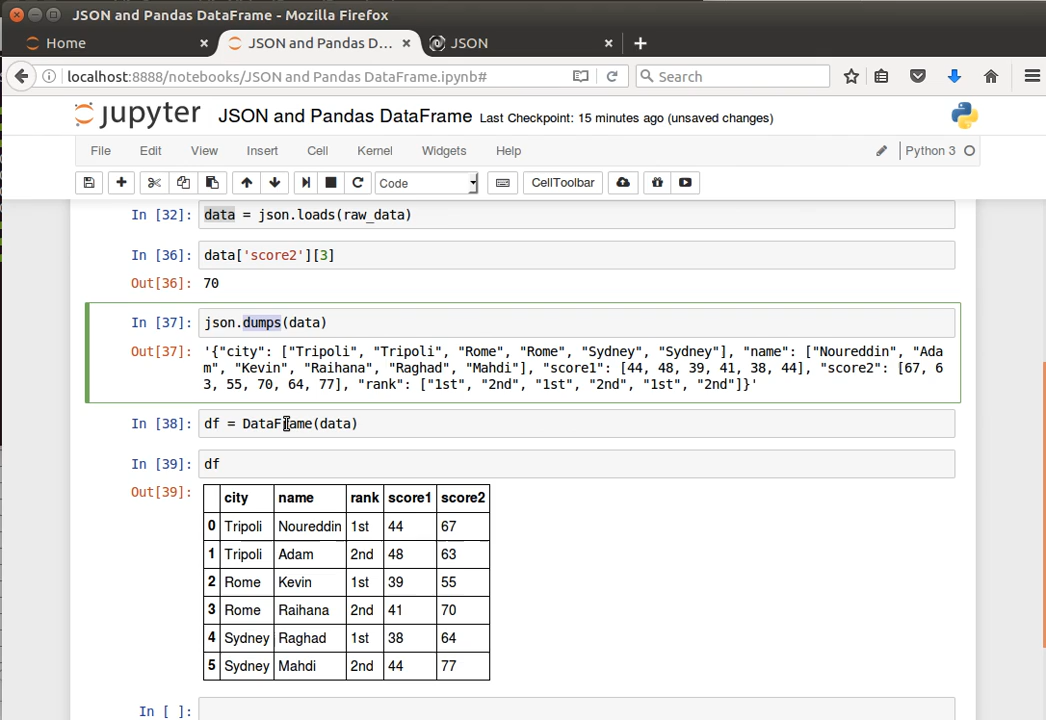 JSON and Pandas DataFrame - Mozilla Firefox
Home × JSON and Pandas D... × JSON × +
localhost:8888/notebooks/JSON and Pandas DataFrame.ipynb# Search
jupyter JSON and Pandas DataFrame Last Checkpoint: 15 minutes ago (unsaved changes)
File Edit View Insert Cell Kernel Widgets Help Python 3
Code CellToolbar
In [32]: data = json.loads(raw_data)
In [36]: data['score2'][3]
Out[36]: 70
In [37]: json.dumps(data)
Out[37]: '{"city": ["Tripoli", "Tripoli", "Rome", "Rome", "Sydney", "Sydney"], "name": ["Noureddin", "Ada
m", "Kevin", "Raihana", "Raghad", "Mahdi"], "score1": [44, 48, 39, 41, 38, 44], "score2": [67, 6
3, 55, 70, 64, 77], "rank": ["1st", "2nd", "1st", "2nd", "1st", "2nd"]}'
In [38]: df = DataFrame(data)
In [39]: df
Out[39]: city name rank score1 score2
0 Tripoli Noureddin 1st 44 67
1 Tripoli Adam 2nd 48 63
2 Rome Kevin 1st 39 55
3 Rome Raihana 2nd 41 70
4 Sydney Raghad 1st 38 64
5 Sydney Mahdi 2nd 44 77
In [ ]: